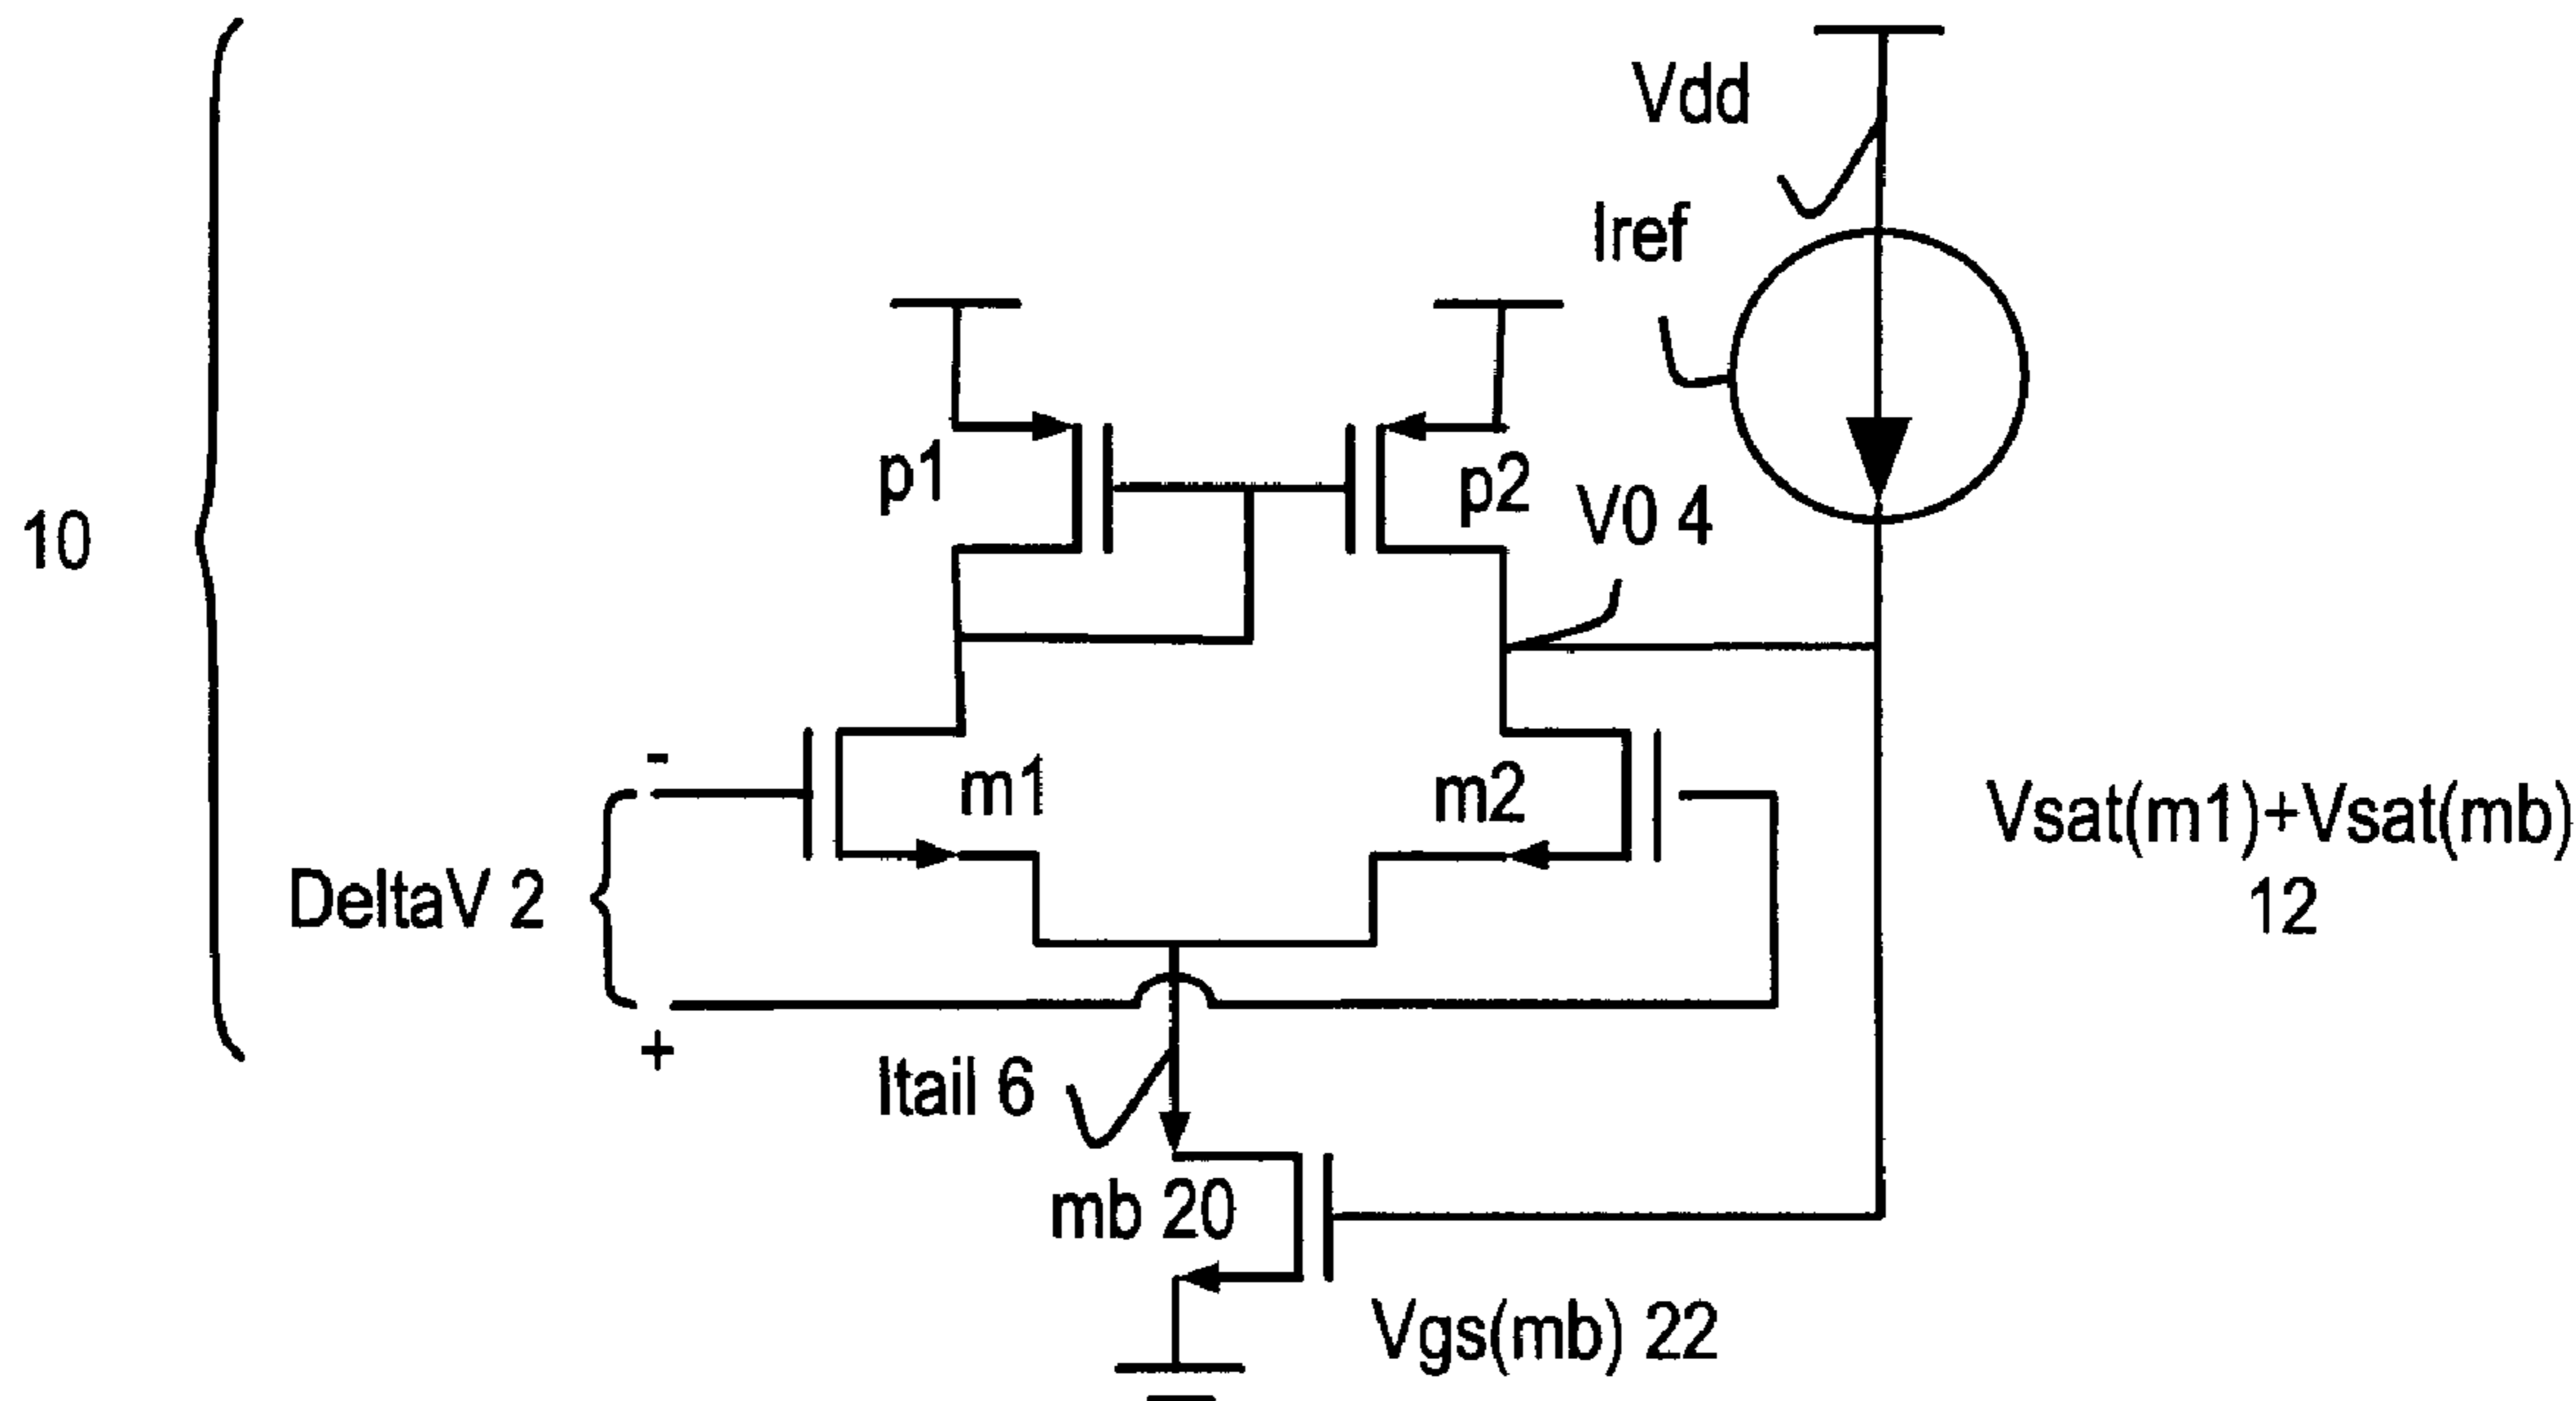 Vdd
Iref
p1
p2
V0 4
10
-
m1
m2
Vsat(m1)+Vsat(mb)
12
DeltaV 2
+
Itail 6
mb 20
Vgs(mb) 22